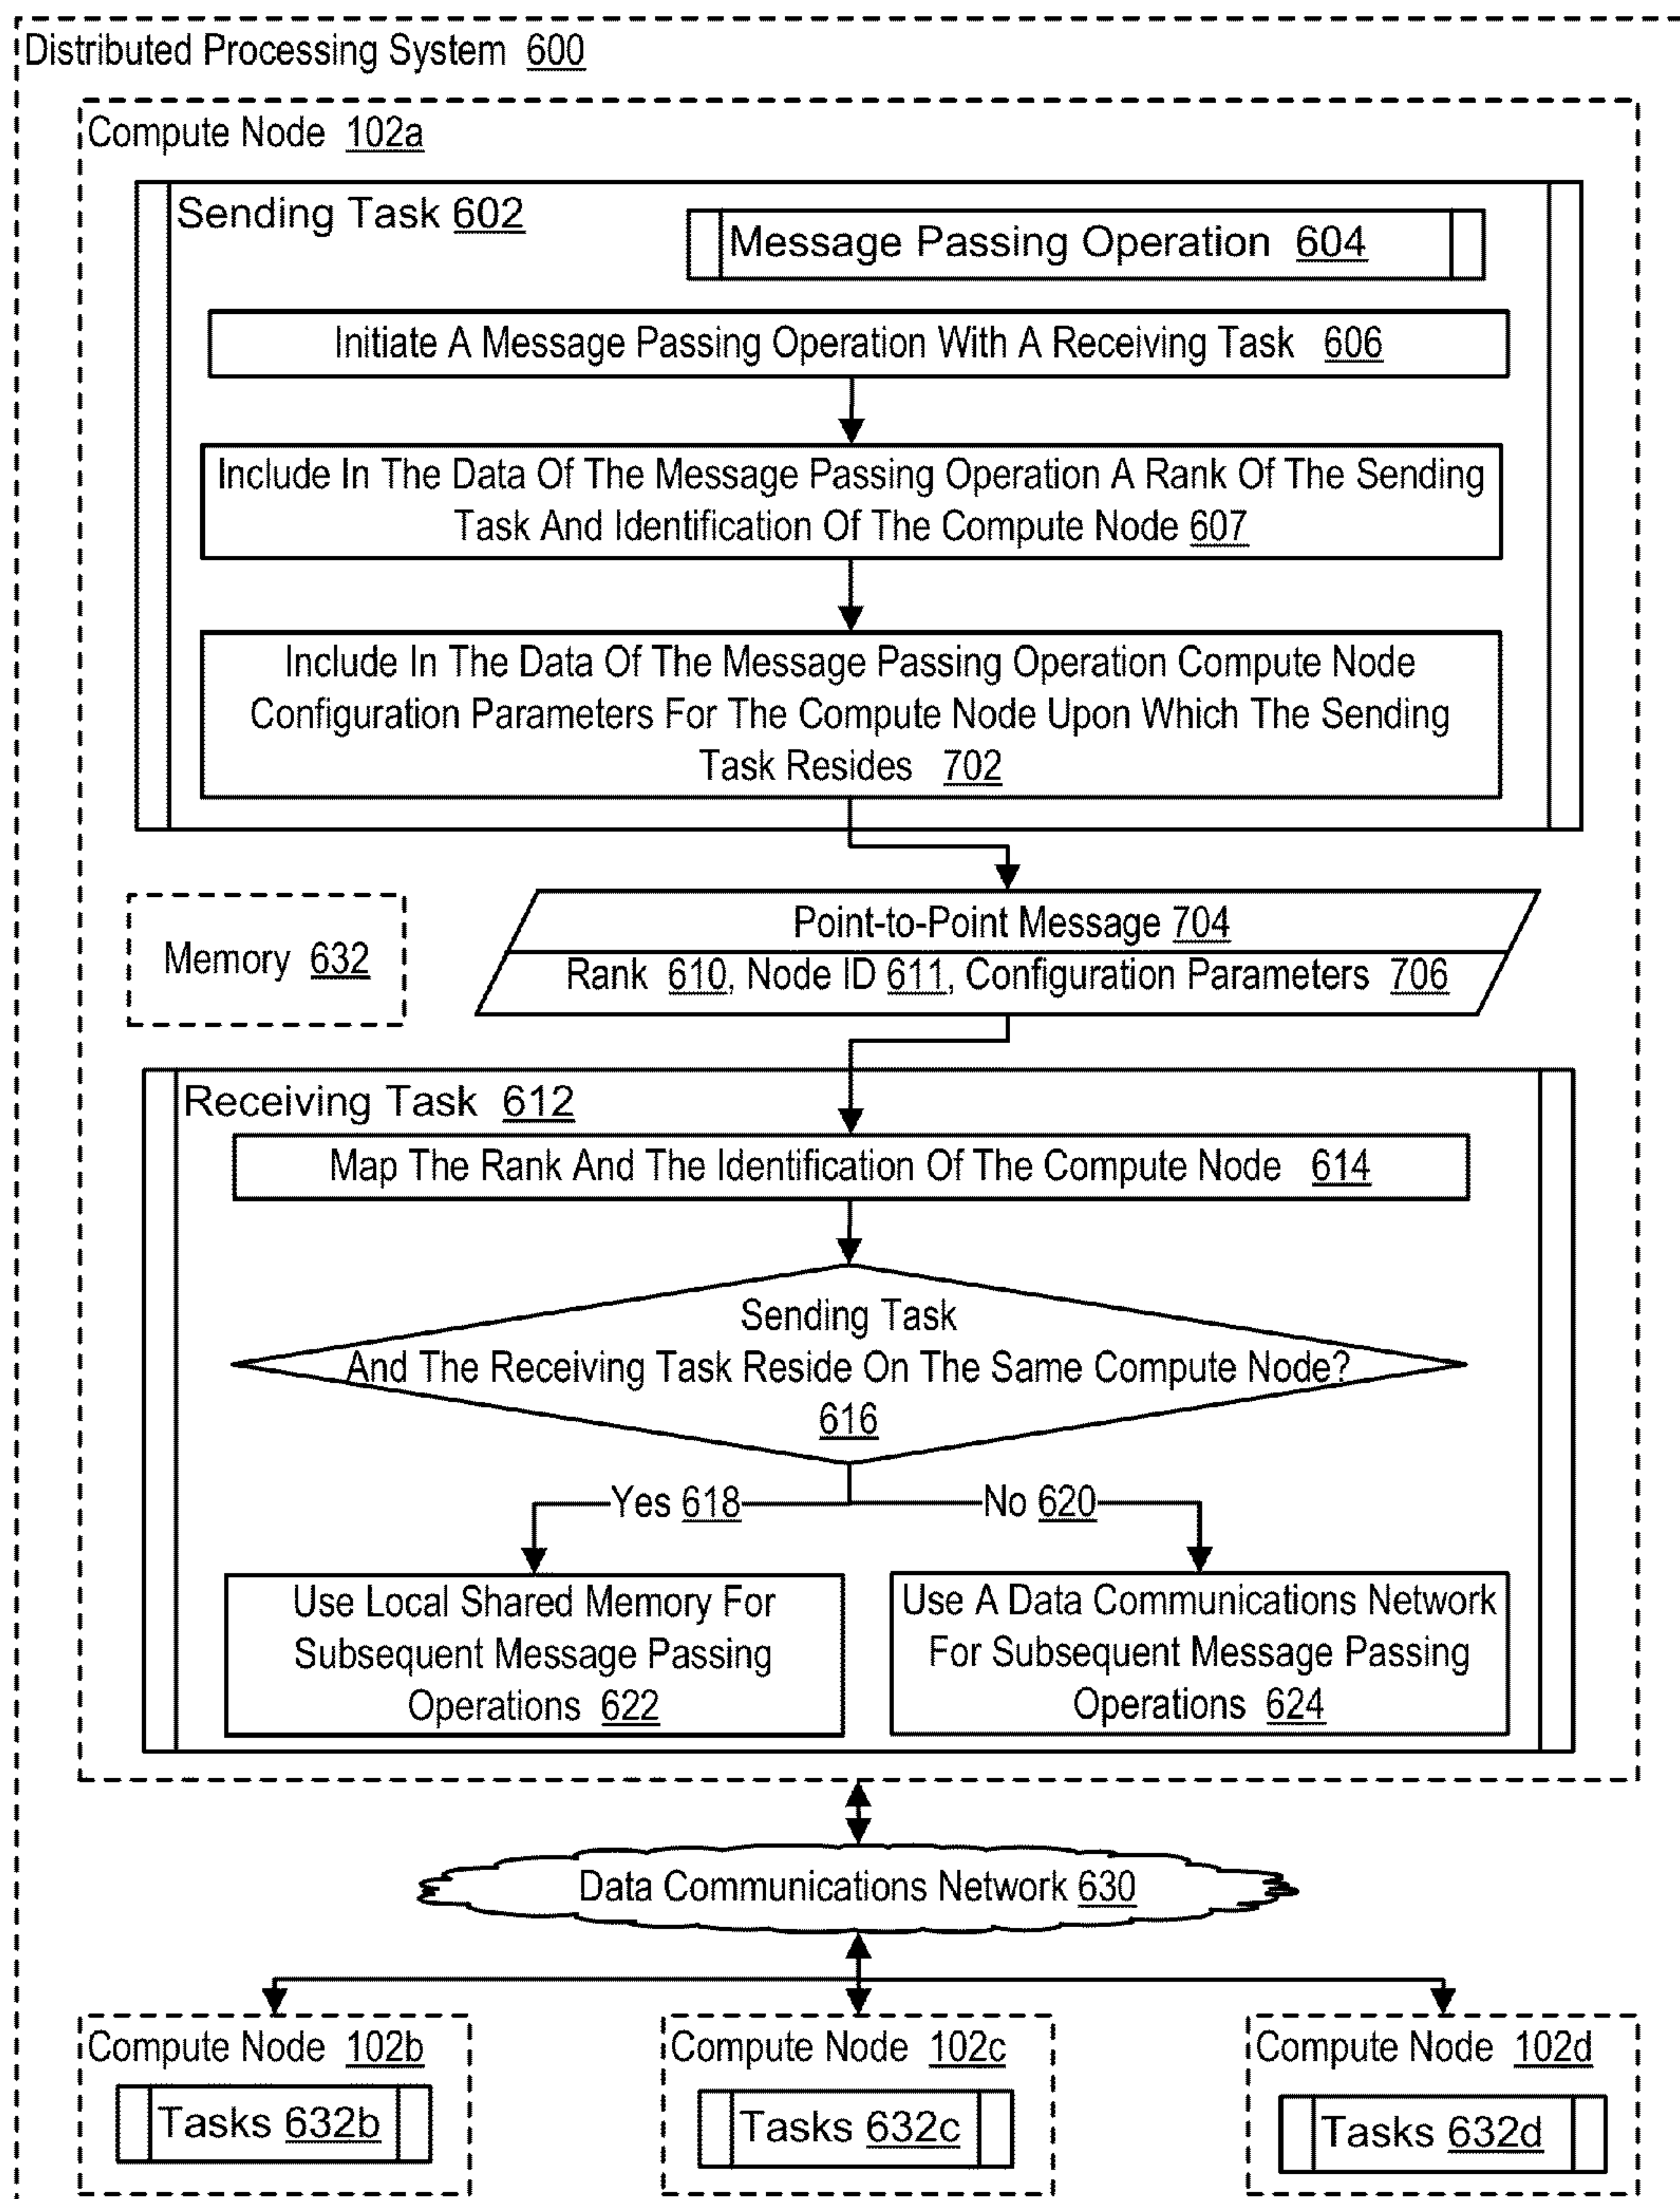 Distributed Processing System 600
Compute Node 102a
Sending Task 602
Message Passing Operation 604
Initiate A Message Passing Operation With A Receiving Task 606
Include In The Data Of The Message Passing Operation A Rank Of The Sending
Task And Identification Of The Compute Node 607
Include In The Data Of The Message Passing Operation Compute Node
Configuration Parameters For The Compute Node Upon Which The Sending
Task Resides 702
Point-to-Point Message 704
Memory 632
Rank 610, Node ID 611, Configuration Parameters 706
Receiving Task 612
Map The Rank And The Identification Of The Compute Node 614
Sending Task
And The Receiving Task Reside On The Same Compute Node?
616
Yes 618
No 620
Use Local Shared Memory For
Subsequent Message Passing
Operations 622
Use A Data Communications Network
For Subsequent Message Passing
Operations 624
Data Communications Network 630
Compute Node 102b
Tasks 632b
Compute Node 102c
Tasks 632c
Compute Node 102d
Tasks 632d